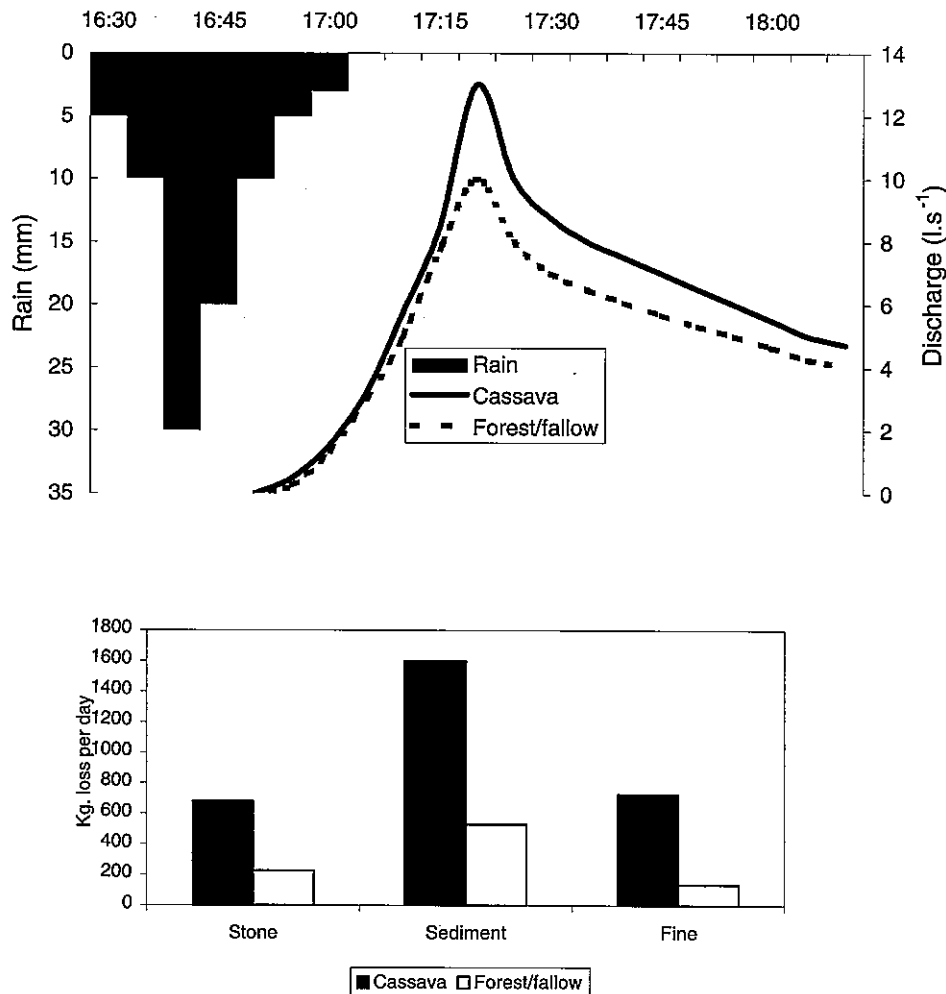 16:30 16:45 17:00 17:15 17:30 17:45 18:00
0 14
5 12
10 10
15 8
20 6
25 4
30 2
35 0
Rain (mm)
Discharge (l.s⁻¹)
Rain
Cassava
Forest/fallow
1800
1600
1400
1200
1000
800
600
400
200
0
Kg. loss per day
Stone Sediment Fine
Cassava Forest/fallow